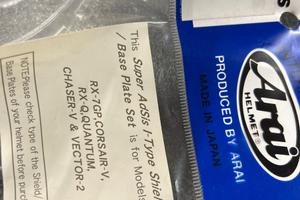 This Super AdSis I-Type Shie
/ Base Plate Set is for Models
RX-7GP,CORSAIR-V,
RX-Q,QUANTUM,
CHASER-V & VECTOR-2
NOTE)Please check type of the Shield,
Base Plates of your helmet before purc
Arai
HELMET
PRODUCED BY ARAI
MADE IN JAPAN